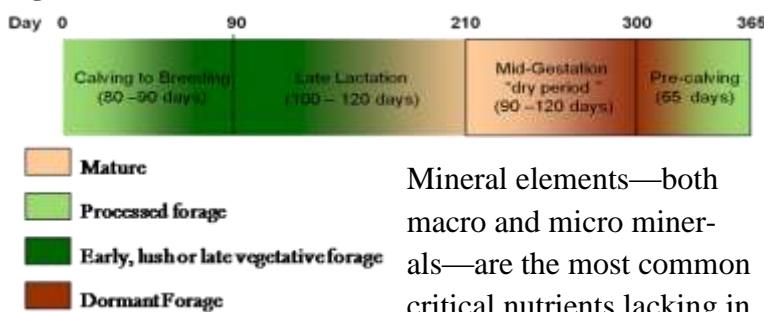 Day 0 90 210 300 365
Calving to Breeding
(80 –90 days)
Late Lactation
(100 – 120 days)
Mid-Gestation
"dry period "
(90 –120 days)
Pre-calving
(65 days)
Mature
Processed forage
Early, lush or late vegetative forage
Dormant Forage
Mineral elements—both
macro and micro miner-
als—are the most common
critical nutrients lacking in